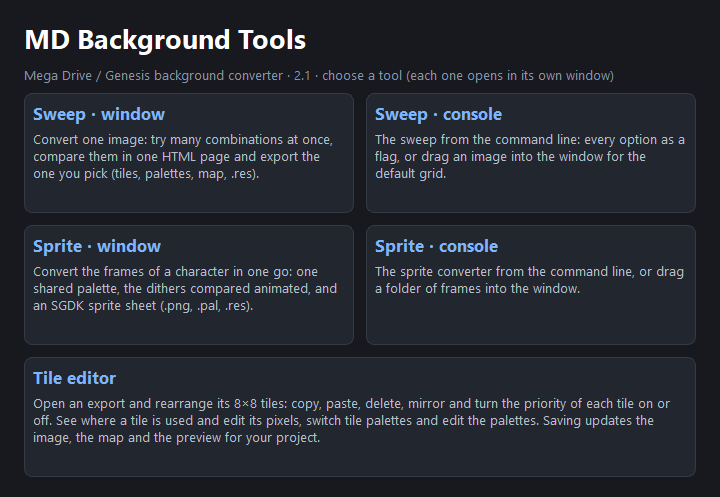 MD Background Tools
Mega Drive / Genesis background converter · 2.1 · choose a tool (each one opens in its own window)
Sweep · window
Convert one image: try many combinations at once,
compare them in one HTML page and export the
one you pick (tiles, palettes, map, .res).
Sweep · console
The sweep from the command line: every option as a
flag, or drag an image into the window for the
default grid.
Sprite · window
Convert the frames of a character in one go: one
shared palette, the dithers compared animated, and
an SGDK sprite sheet (.png, .pal, .res).
Sprite · console
The sprite converter from the command line, or drag
a folder of frames into the window.
Tile editor
Open an export and rearrange its 8×8 tiles: copy, paste, delete, mirror and turn the priority of each tile on or
off. See where a tile is used and edit its pixels, switch tile palettes and edit the palettes. Saving updates the
image, the map and the preview for your project.